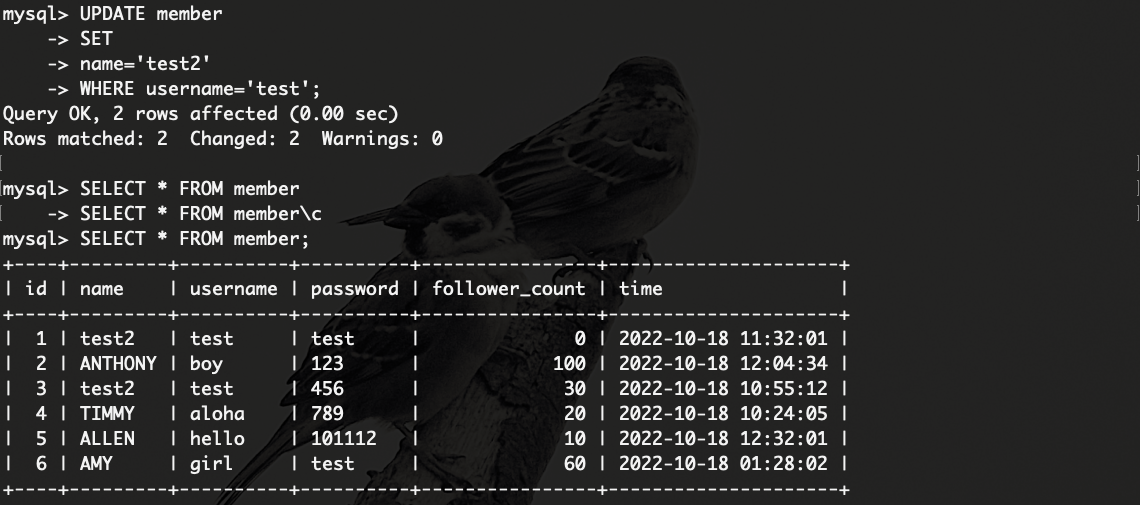 mysql> UPDATE member
    -> SET
    -> name='test2'
    -> WHERE username='test';
Query OK, 2 rows affected (0.00 sec)
Rows matched: 2  Changed: 2  Warnings: 0

mysql> SELECT * FROM member
    -> SELECT * FROM member\c
mysql> SELECT * FROM member;
+----+---------+----------+----------+----------------+---------------------+
| id | name    | username | password | follower_count | time                |
+----+---------+----------+----------+----------------+---------------------+
|  1 | test2   | test     | test     |              0 | 2022-10-18 11:32:01 |
|  2 | ANTHONY | boy      | 123      |            100 | 2022-10-18 12:04:34 |
|  3 | test2   | test     | 456      |             30 | 2022-10-18 10:55:12 |
|  4 | TIMMY   | aloha    | 789      |             20 | 2022-10-18 10:24:05 |
|  5 | ALLEN   | hello    | 101112   |             10 | 2022-10-18 12:32:01 |
|  6 | AMY     | girl     | test     |             60 | 2022-10-18 01:28:02 |
+----+---------+----------+----------+----------------+---------------------+